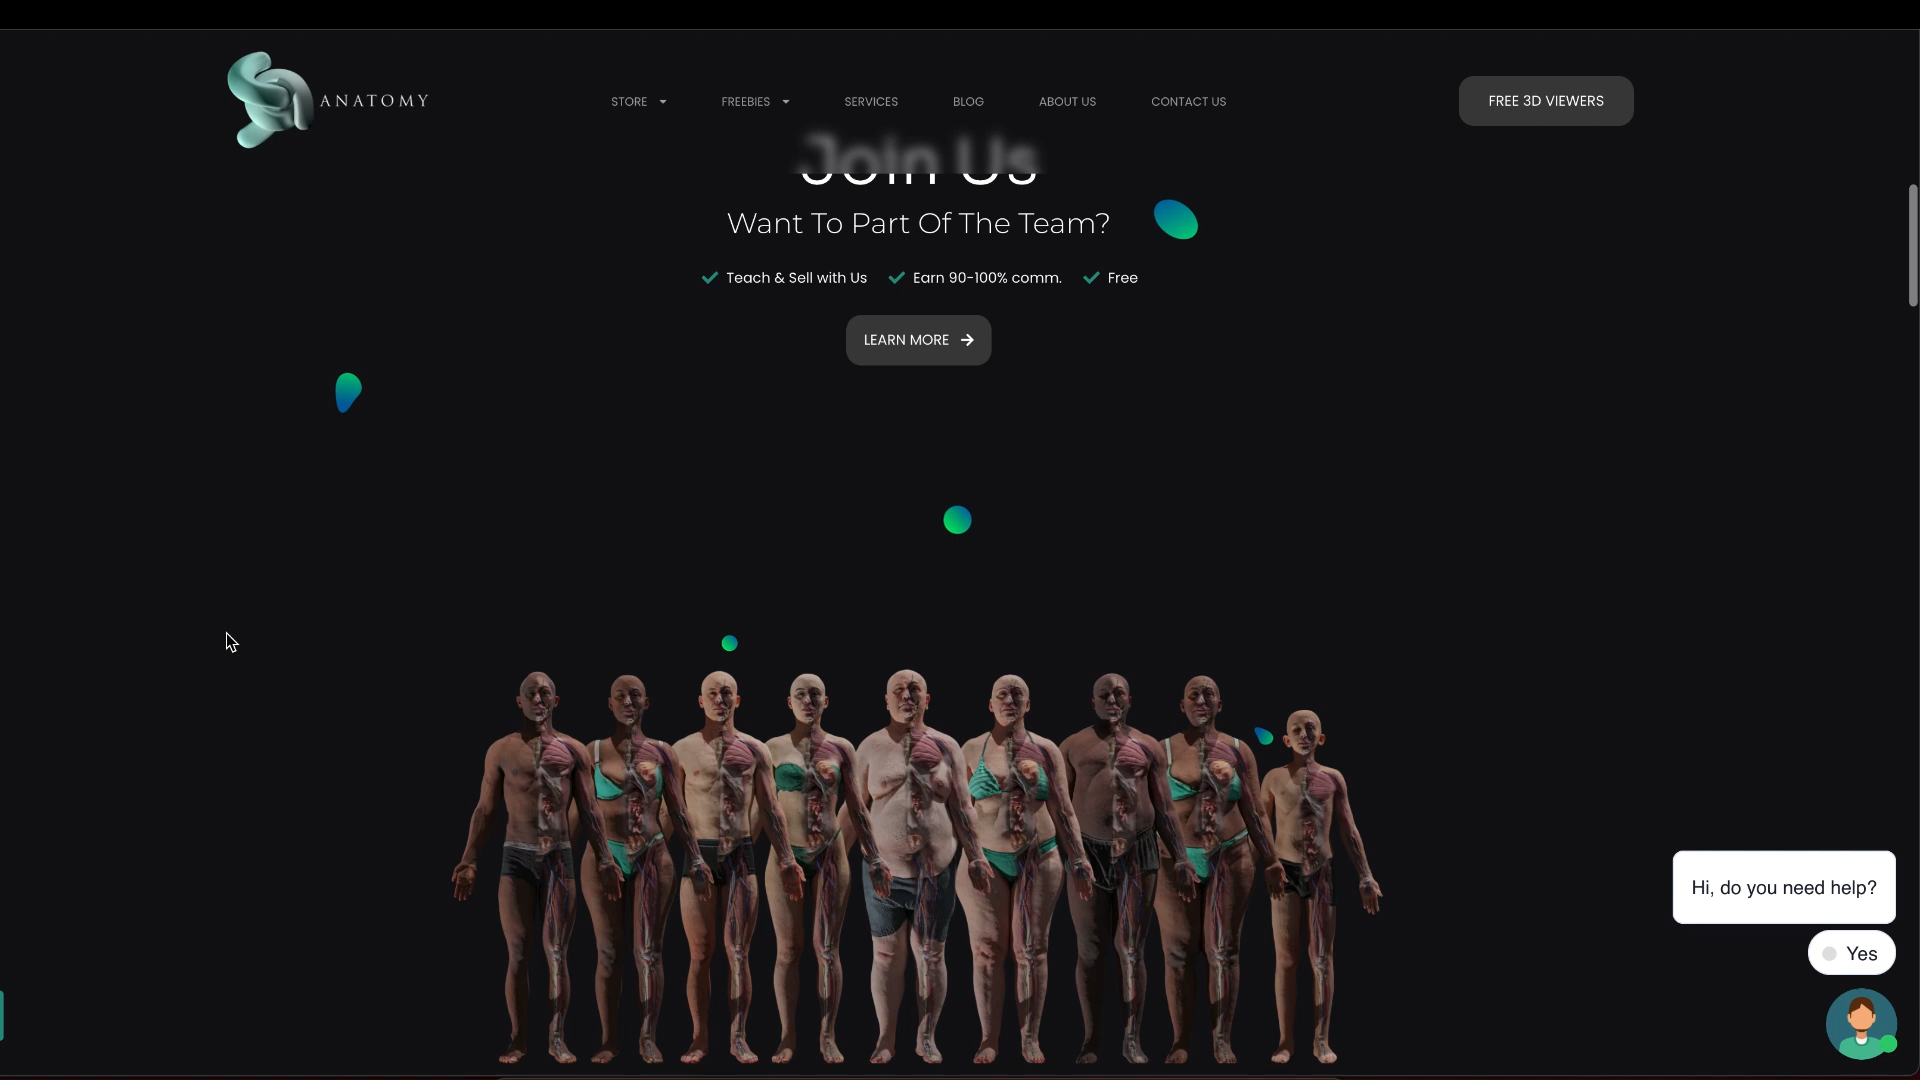 ANATOMY
STORE
FREEBIES
SERVICES
BLOG
ABOUT US
CONTACT US
FREE 3D VIEWERS
Join Us
Want To Part Of The Team?
Teach & Sell with Us
Earn 90-100% comm.
Free
LEARN MORE
Hi, do you need help?
Yes